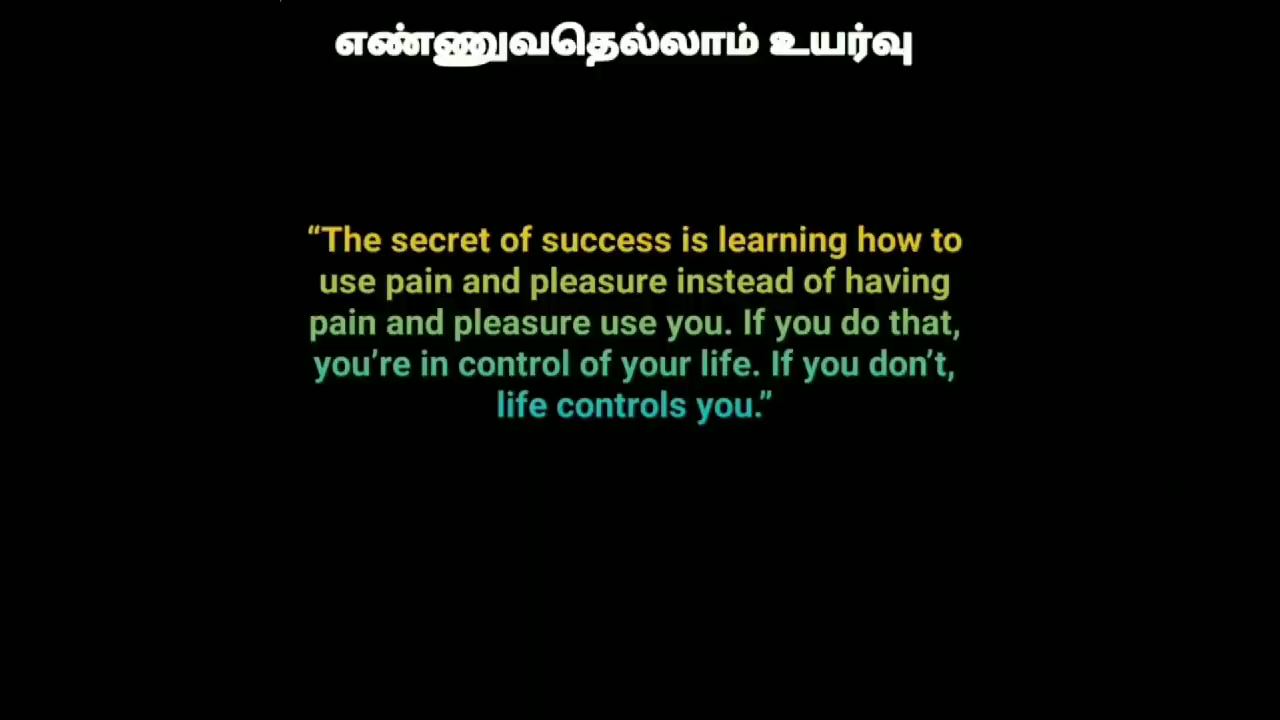 எண்ணுவதெல்லாம் உயர்வு
“The secret of success is learning how to
use pain and pleasure instead of having
pain and pleasure use you. If you do that,
you’re in control of your life. If you don’t,
life controls you.”